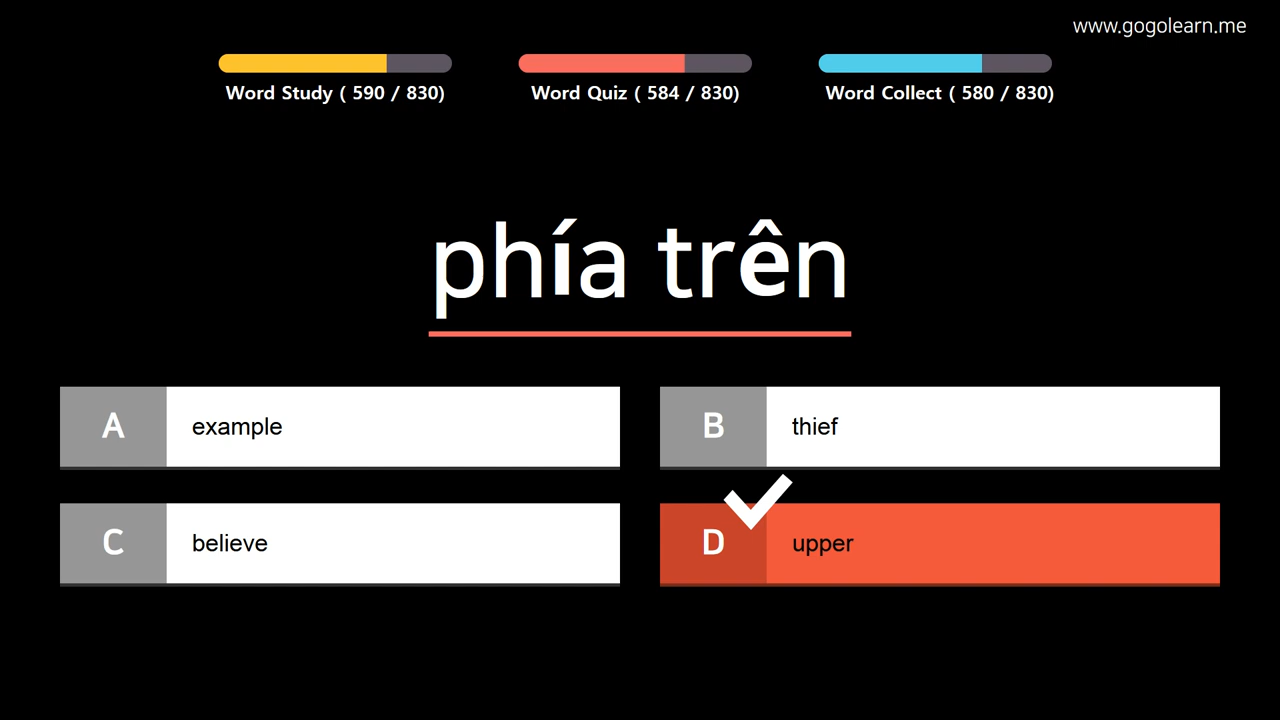 www.gogolearn.me
Word Study ( 590 / 830)
Word Quiz ( 584 / 830)
Word Collect ( 580 / 830)
phía trên
A example
B thief
C believe
D upper